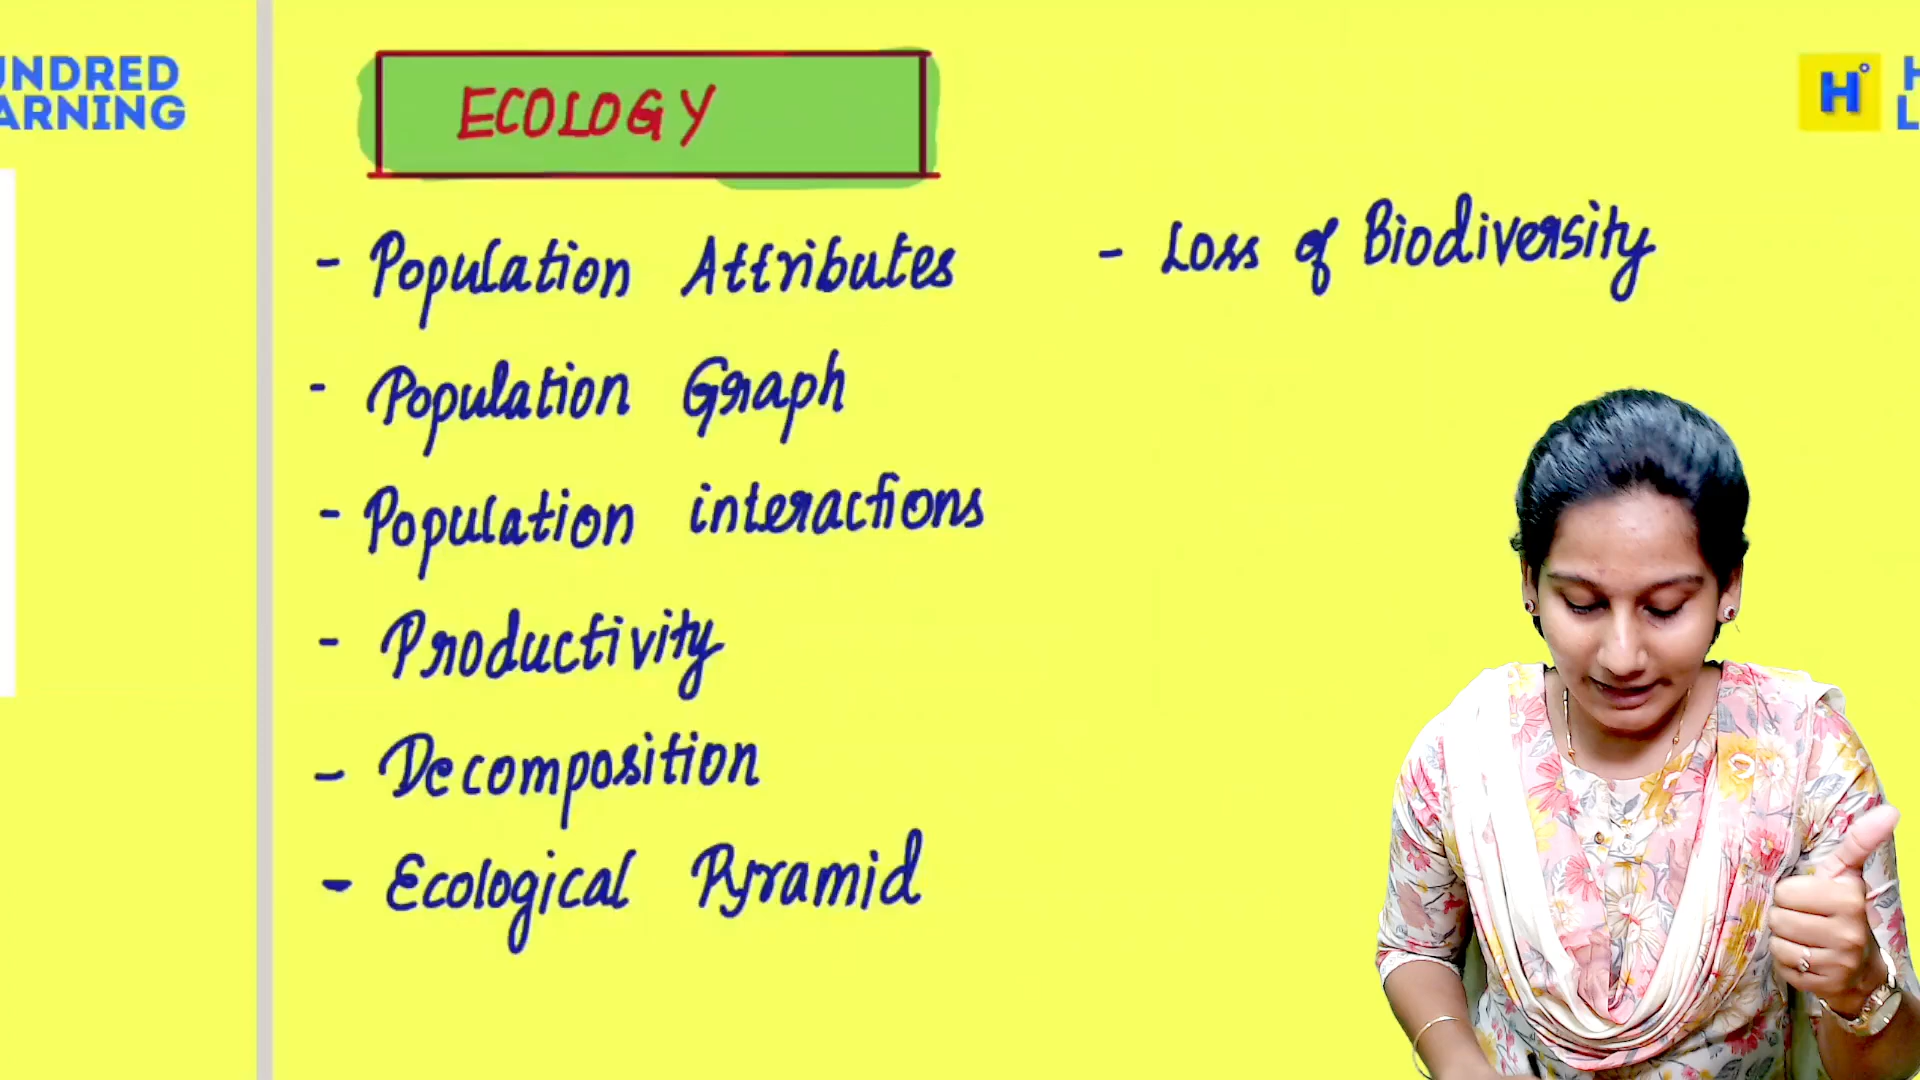 UNDRED
ARNING
ECOLOGY
H
H
L
- Population Attributes
- Population Graph
- Population interactions
- Productivity
- Decomposition
- Ecological Pyramid
- Loss of Biodiversity